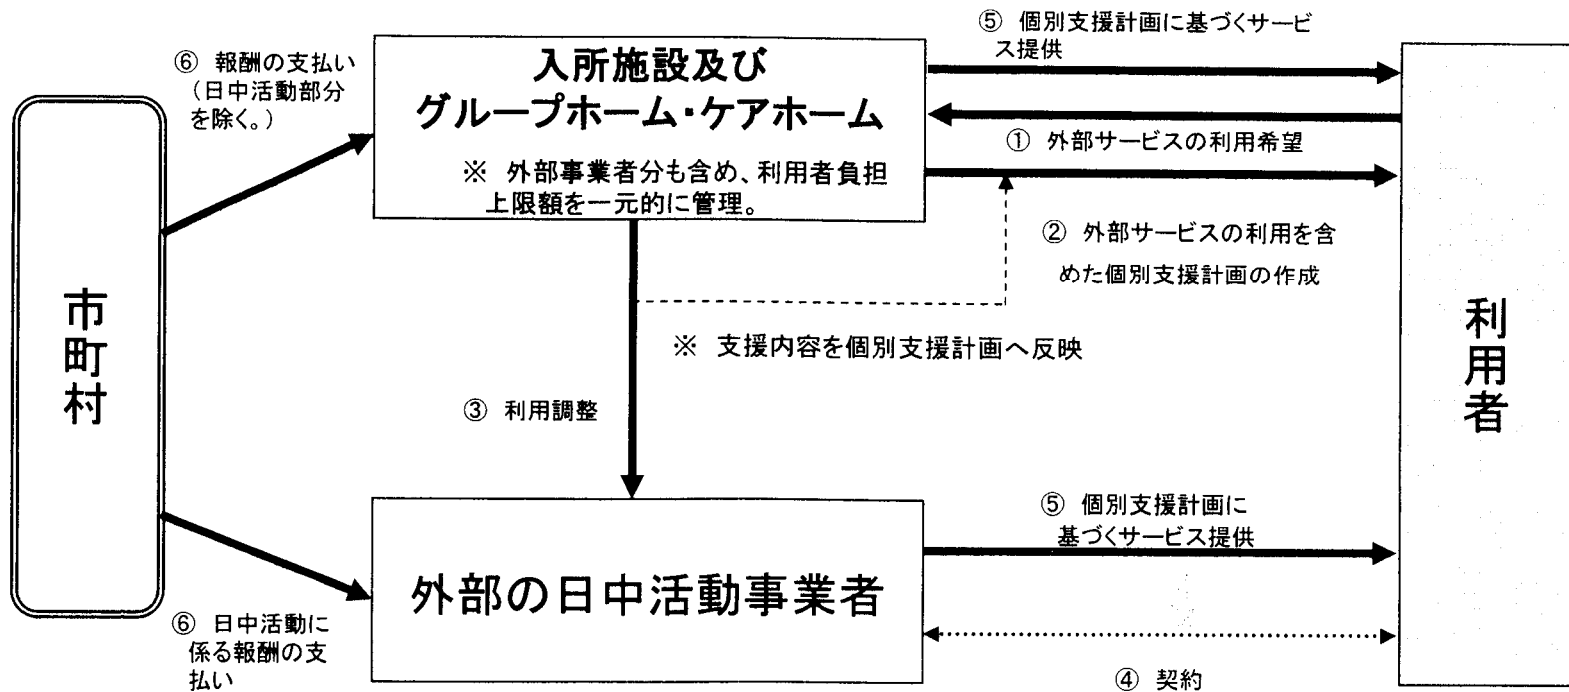 ⑤ 個別支援計画に基づくサービ
ス提供
⑥ 報酬の支払い
（日中活動部分
を除く。）
入所施設及び
グループホーム・ケアホーム
※ 外部事業者分も含め、利用者負担
上限額を一元的に管理。
① 外部サービスの利用希望
② 外部サービスの利用を含
めた個別支援計画の作成
市町村
利用者
※ 支援内容を個別支援計画へ反映
③ 利用調整
⑤ 個別支援計画に
基づくサービス提供
外部の日中活動事業者
⑥ 日中活動に
係る報酬の支
払い
④ 契約